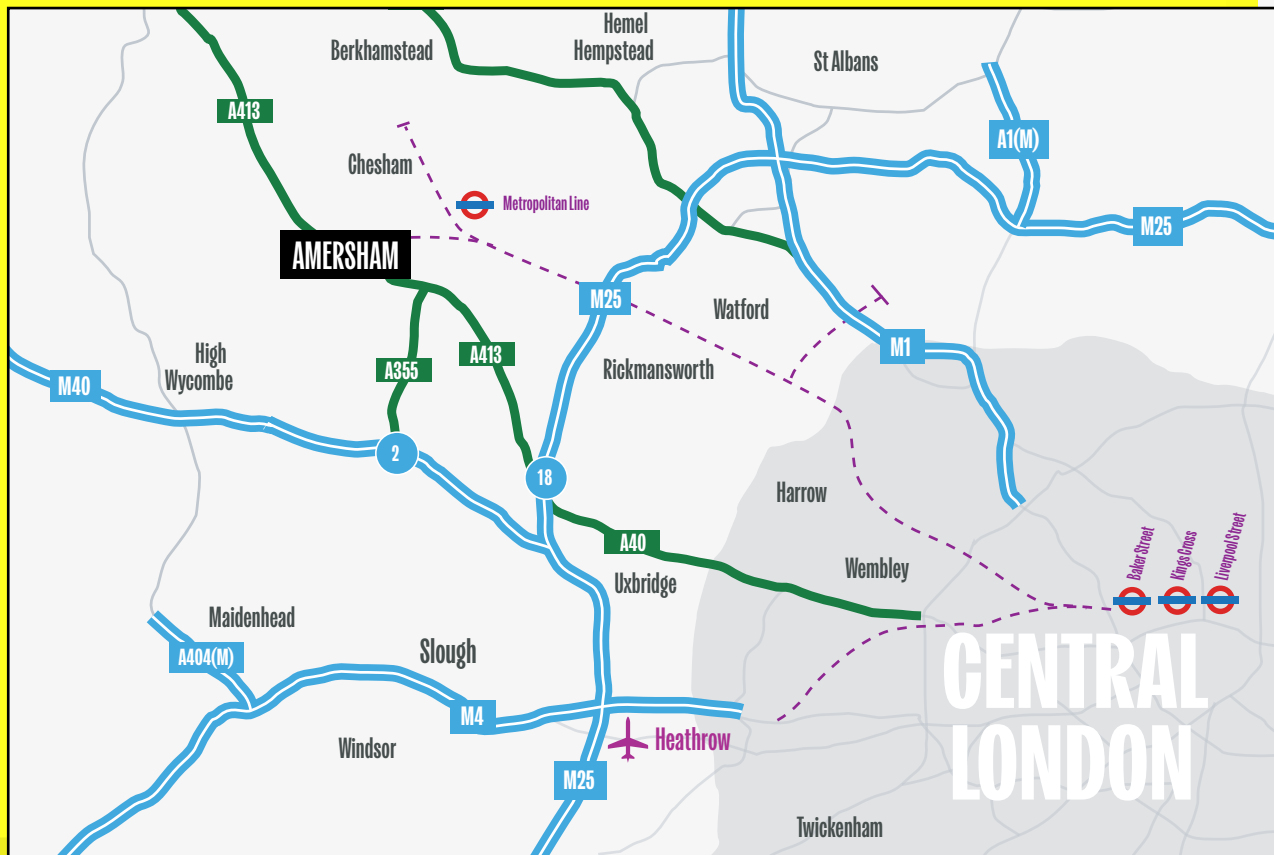 Hemel
Hempstead
Berkhamstead
St Albans
A413
A1(M)
Chesham
Metropolitan Line
M25
AMERSHAM
M25
Watford
M1
High
Wycombe
A355
A413
Rickmansworth
M40
2
18
Harrow
A40
Wembley
Uxbridge
Baker Street
Kings Cross
Liverpool Street
Maidenhead
A404(M)
Slough
CENTRAL
LONDON
M4
Windsor
Heathrow
M25
Twickenham